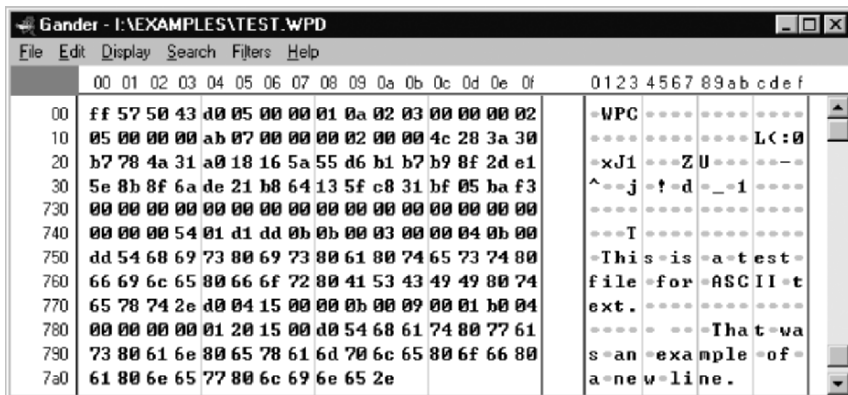 Gander - I:\EXAMPLES\TEST.WPD
File Edit Display Search Filters Help
00 01 02 03 04 05 06 07 08 09 0a 0b 0c 0d 0e 0f 0123 4567 89ab cdef
00 ff 57 50 43 d0 05 00 00 01 0a 02 03 00 00 00 02 •WPC •••• •••• ••••
10 05 00 00 00 ab 07 00 00 00 02 00 00 4c 28 3a 30 •••• •••• •••• L(:0
20 b7 78 4a 31 a0 18 16 5a 55 d6 b1 b7 b9 8f 2d e1 •xJ1 •••Z U••• ••-•
30 5e 8b 8f 6a de 21 b8 64 13 5f c8 31 bf 05 ba f3 ^••j •!•d •_•1 ••••
730 00 00 00 00 00 00 00 00 00 00 00 00 00 00 00 00 •••• •••• •••• ••••
740 00 00 00 54 01 d1 dd 0b 0b 00 03 00 00 04 0b 00 •••T •••• •••• ••••
750 dd 54 68 69 73 80 69 73 80 61 80 74 65 73 74 80 •Thi s•is •a•t est•
760 66 69 6c 65 80 66 6f 72 80 41 53 43 49 49 80 74 file •for •ASC II•t
770 65 78 74 2e d0 04 15 00 00 0b 00 09 00 01 b0 04 ext. •••• •••• ••••
780 00 00 00 00 01 20 15 00 d0 54 68 61 74 80 77 61 •••• • •• •Tha t•wa
790 73 80 61 6e 80 65 78 61 6d 70 6c 65 80 6f 66 80 s•an •exa mple •of•
7a0 61 80 6e 65 77 80 6c 69 6e 65 2e a•ne w•li ne.